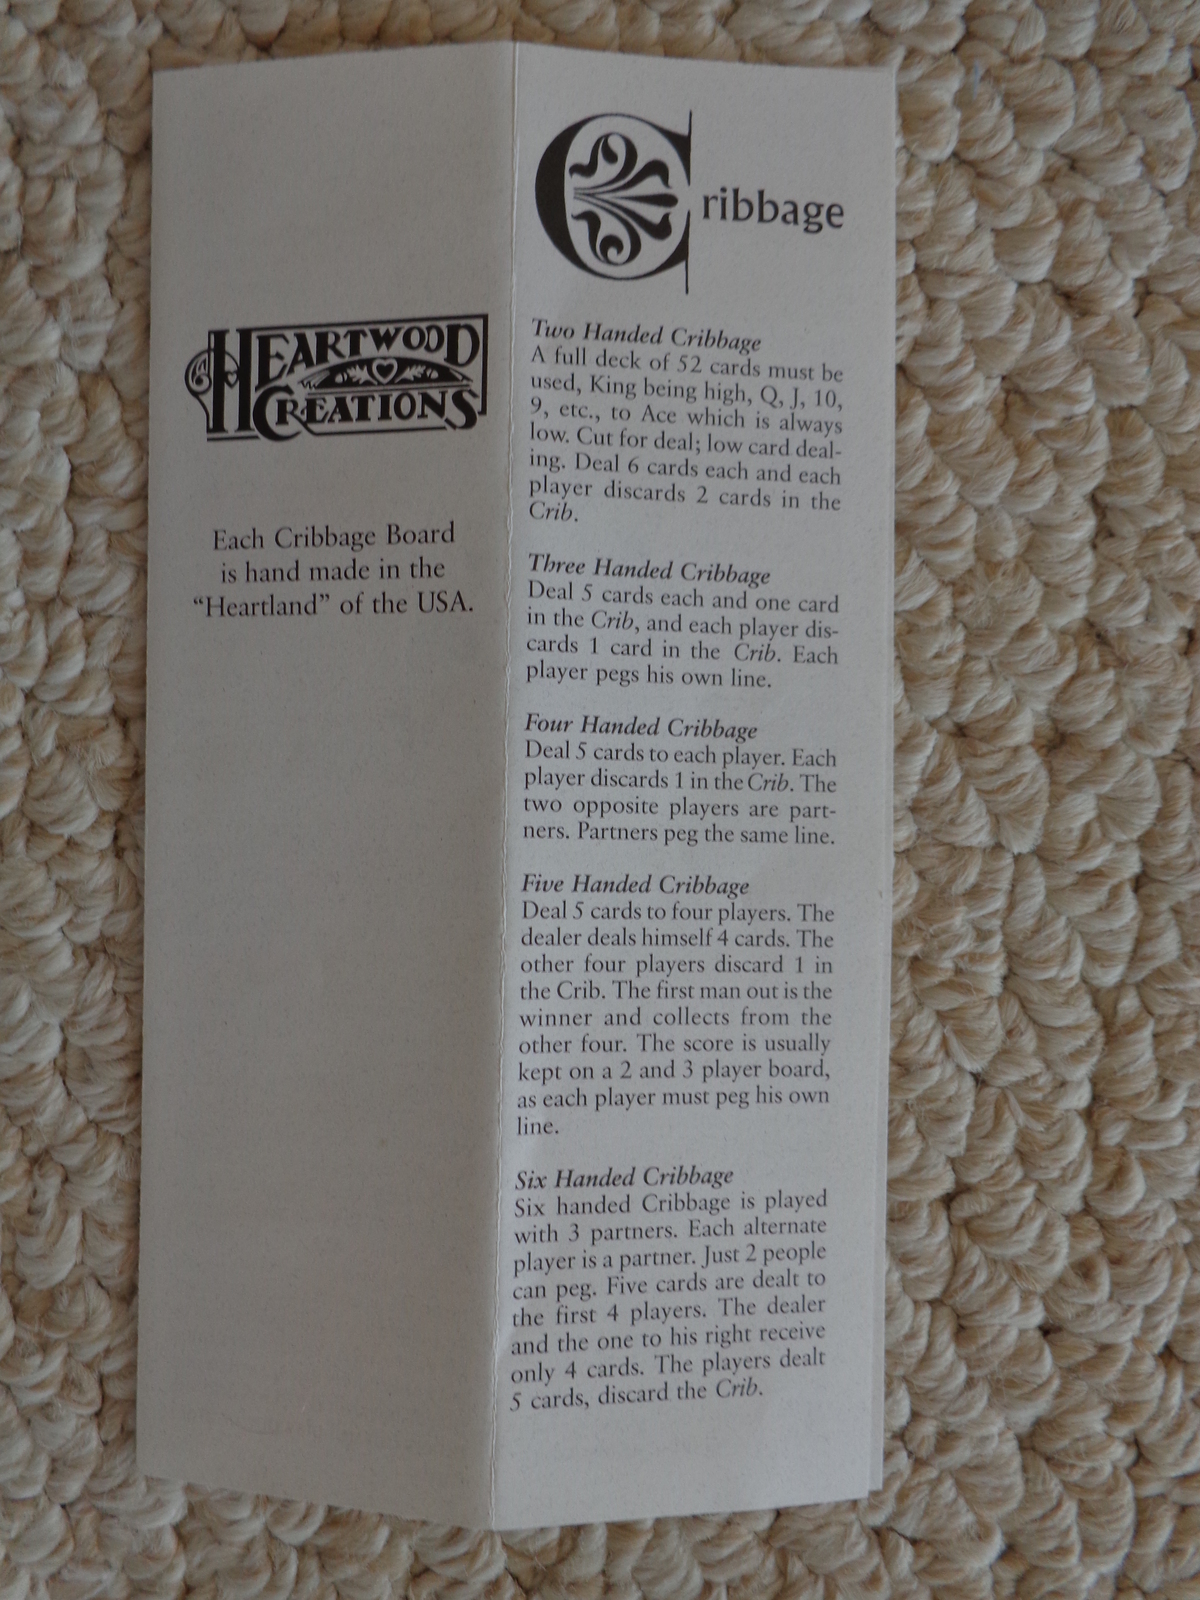 HEARTWOOD
CREATIONS
Each Cribbage Board
is hand made in the
“Heartland” of the USA.
Cribbage
Two Handed Cribbage
A full deck of 52 cards must be
used, King being high, Q, J, 10,
9, etc., to Ace which is always
low. Cut for deal; low card deal-
ing. Deal 6 cards each and each
player discards 2 cards in the
Crib.
Three Handed Cribbage
Deal 5 cards each and one card
in the Crib, and each player dis-
cards 1 card in the Crib. Each
player pegs his own line.
Four Handed Cribbage
Deal 5 cards to each player. Each
player discards 1 in the Crib. The
two opposite players are part-
ners. Partners peg the same line.
Five Handed Cribbage
Deal 5 cards to four players. The
dealer deals himself 4 cards. The
other four players discard 1 in
the Crib. The first man out is the
winner and collects from the
other four. The score is usually
kept on a 2 and 3 player board,
as each player must peg his own
line.
Six Handed Cribbage
Six handed Cribbage is played
with 3 partners. Each alternate
player is a partner. Just 2 people
can peg. Five cards are dealt to
the first 4 players. The dealer
and the one to his right receive
only 4 cards. The players dealt
5 cards, discard the Crib.